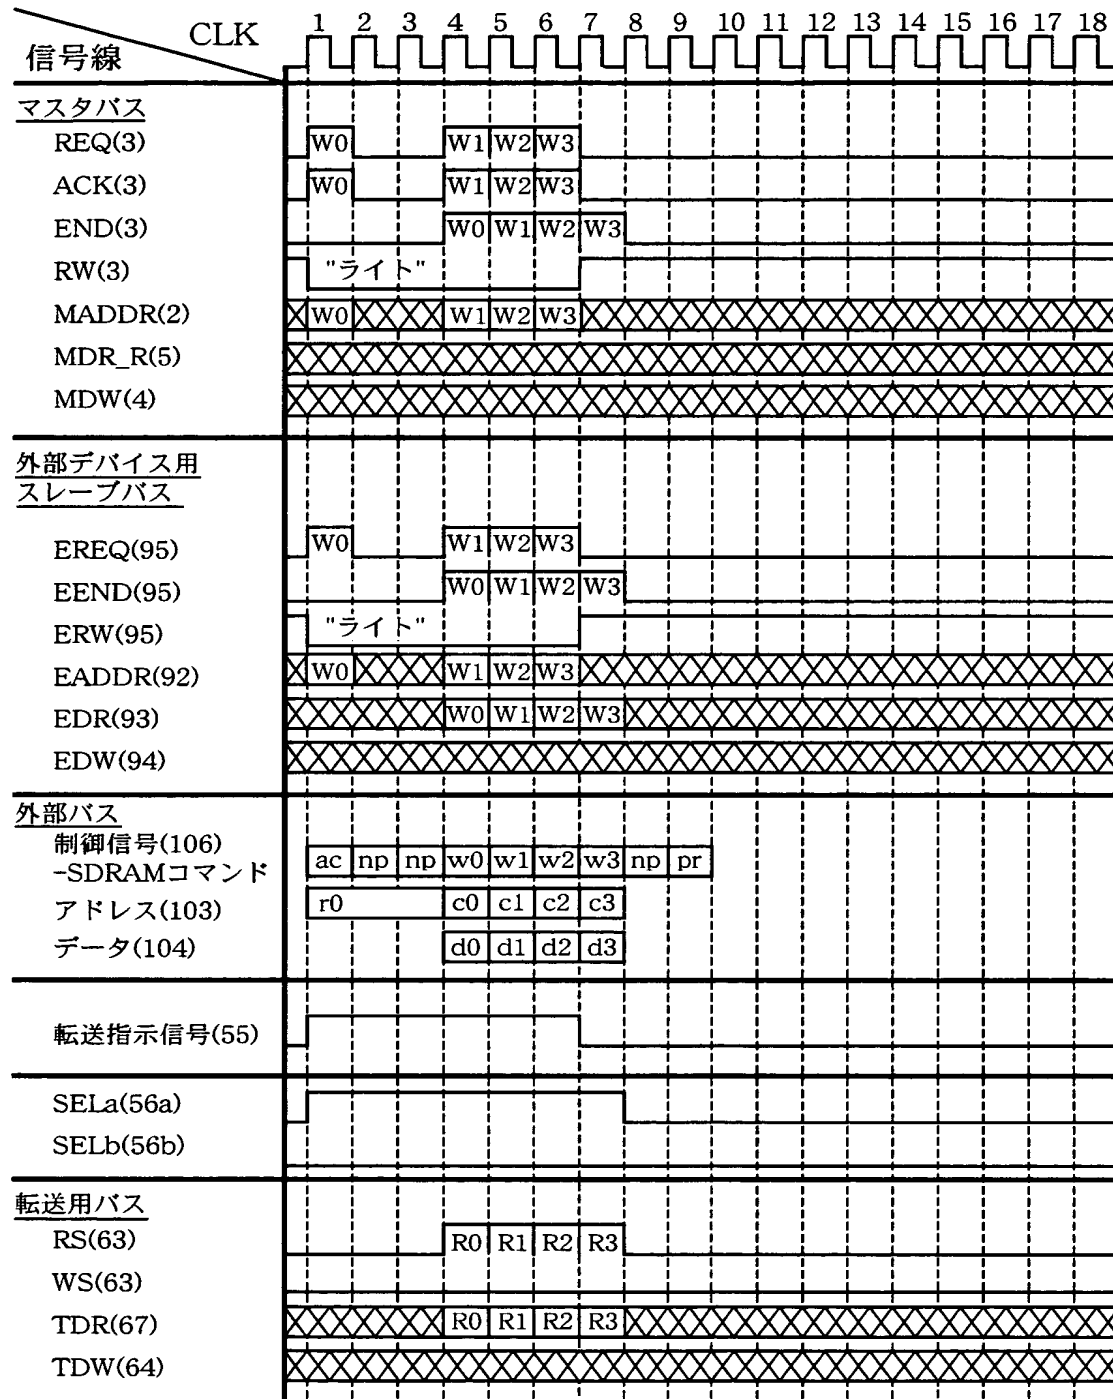 CLK
信号線
1 2 3 4 5 6 7 8 9 10 11 12 13 14 15 16 17 18
マスタバス
REQ(3) W0 W1 W2 W3
ACK(3) W0 W1 W2 W3
END(3) W0 W1 W2 W3
RW(3) "ライト"
MADDR(2) W0 W1 W2 W3
MDR_R(5)
MDW(4)
外部デバイス用
スレーブバス
EREQ(95) W0 W1 W2 W3
EEND(95) W0 W1 W2 W3
ERW(95) "ライト"
EADDR(92) W0 W1 W2 W3
EDR(93) W0 W1 W2 W3
EDW(94)
外部バス
制御信号(106)
-SDRAMコマンド ac np np w0 w1 w2 w3 np pr
アドレス(103) r0 c0 c1 c2 c3
データ(104) d0 d1 d2 d3
転送指示信号(55)
SELa(56a)
SELb(56b)
転送用バス
RS(63) R0 R1 R2 R3
WS(63)
TDR(67) R0 R1 R2 R3
TDW(64)